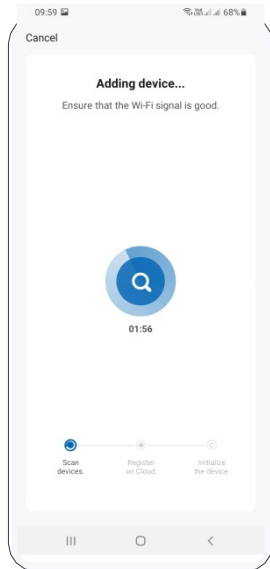 09:59
68%
Cancel
Adding device...
Ensure that the Wi-Fi signal is good.
01:56
Scan
devices.
Register
on Cloud.
Initialize
the device